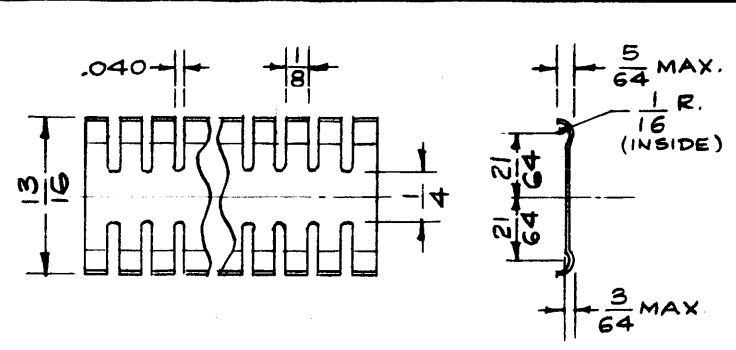 .040
1/8
5/64 MAX.
1/16 R.
(INSIDE)
13/16
1/4
21/64
21/64
3/64 MAX